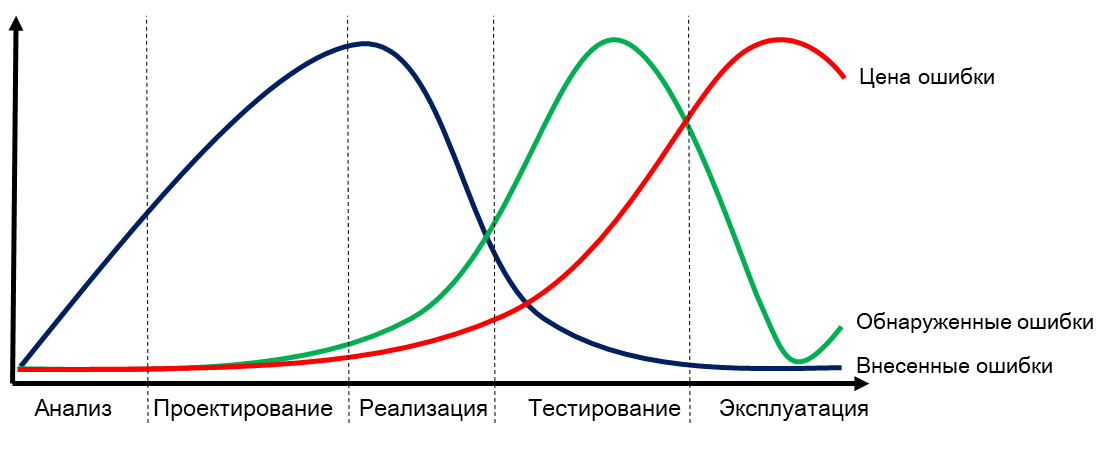 Цена ошибки
Обнаруженные ошибки
Внесенные ошибки
Анализ
Проектирование
Реализация
Тестирование
Эксплуатация